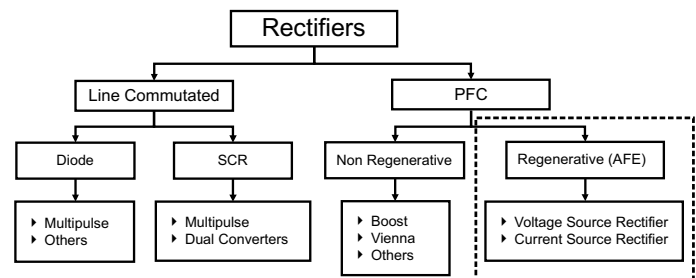 Rectifiers
Line Commutated
PFC
Diode
SCR
Non Regenerative
Regenerative (AFE)
Multipulse
Others
Multipulse
Dual Converters
Boost
Vienna
Others
Voltage Source Rectifier
Current Source Rectifier